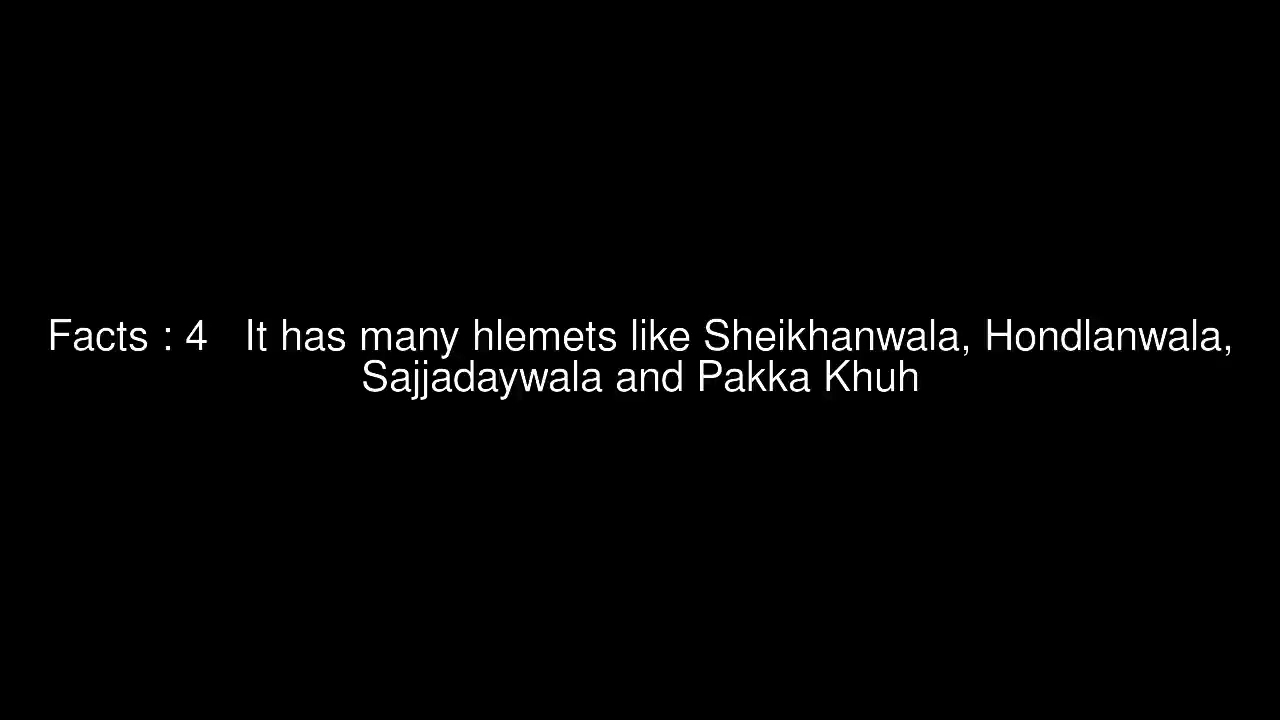 Facts : 4   It has many hlemets like Sheikhanwala, Hondlanwala,
Sajjadaywala and Pakka Khuh